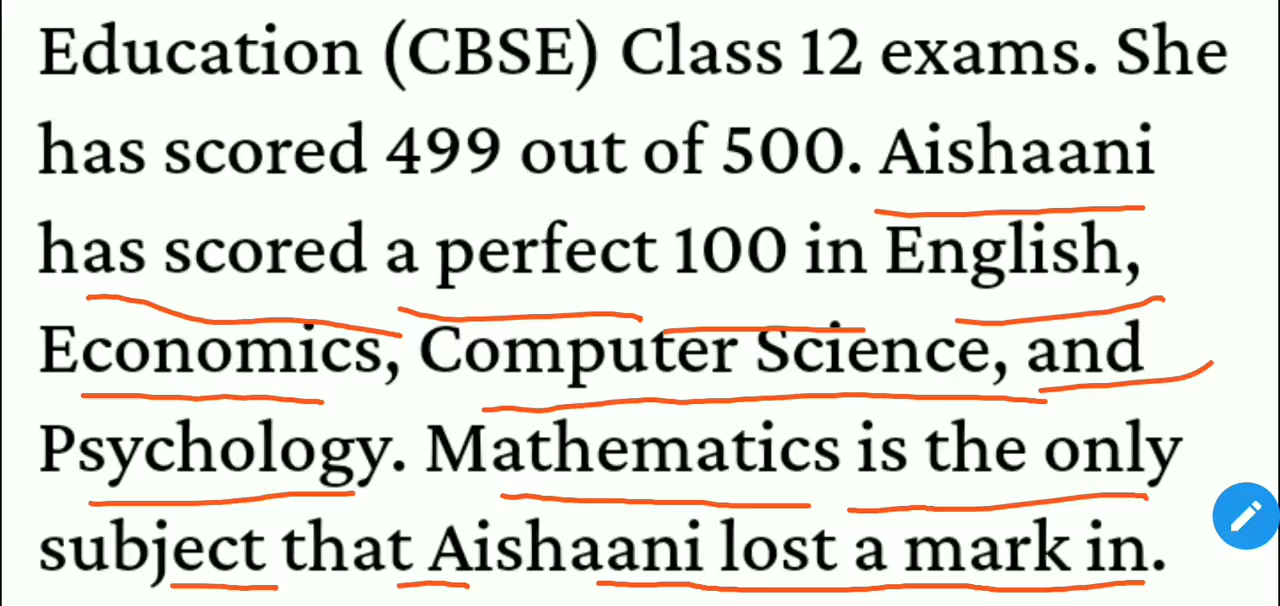 Education (CBSE) Class 12 exams. She
has scored 499 out of 500. Aishaani
has scored a perfect 100 in English,
Economics, Computer Science, and
Psychology. Mathematics is the only
subject that Aishaani lost a mark in.